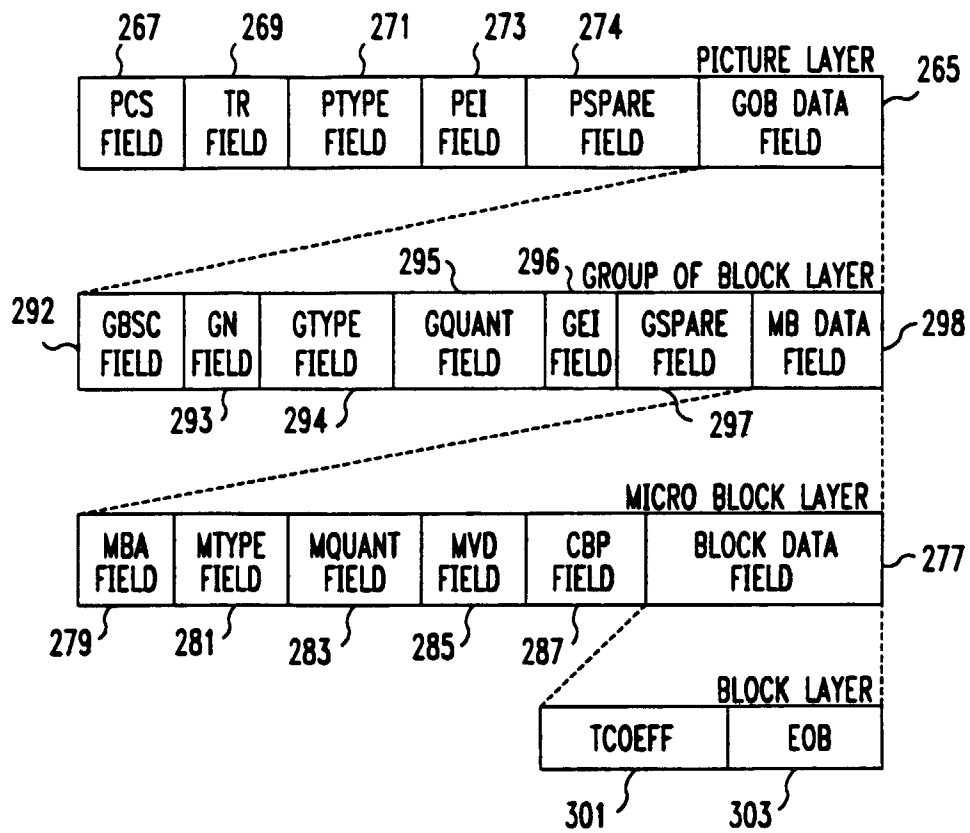 267 269 271 273 274
PICTURE LAYER
265
PCS FIELD
TR FIELD
PTYPE FIELD
PEI FIELD
PSPARE FIELD
GOB DATA FIELD
295 296
GROUP OF BLOCK LAYER
292
298
GBSC FIELD
GN FIELD
GTYPE FIELD
GQUANT FIELD
GEI FIELD
GSPARE FIELD
MB DATA FIELD
293 294 297
MICRO BLOCK LAYER
MBA FIELD
MTYPE FIELD
MQUANT FIELD
MVD FIELD
CBP FIELD
BLOCK DATA FIELD
277
279 281 283 285 287
BLOCK LAYER
TCOEFF
EOB
301 303